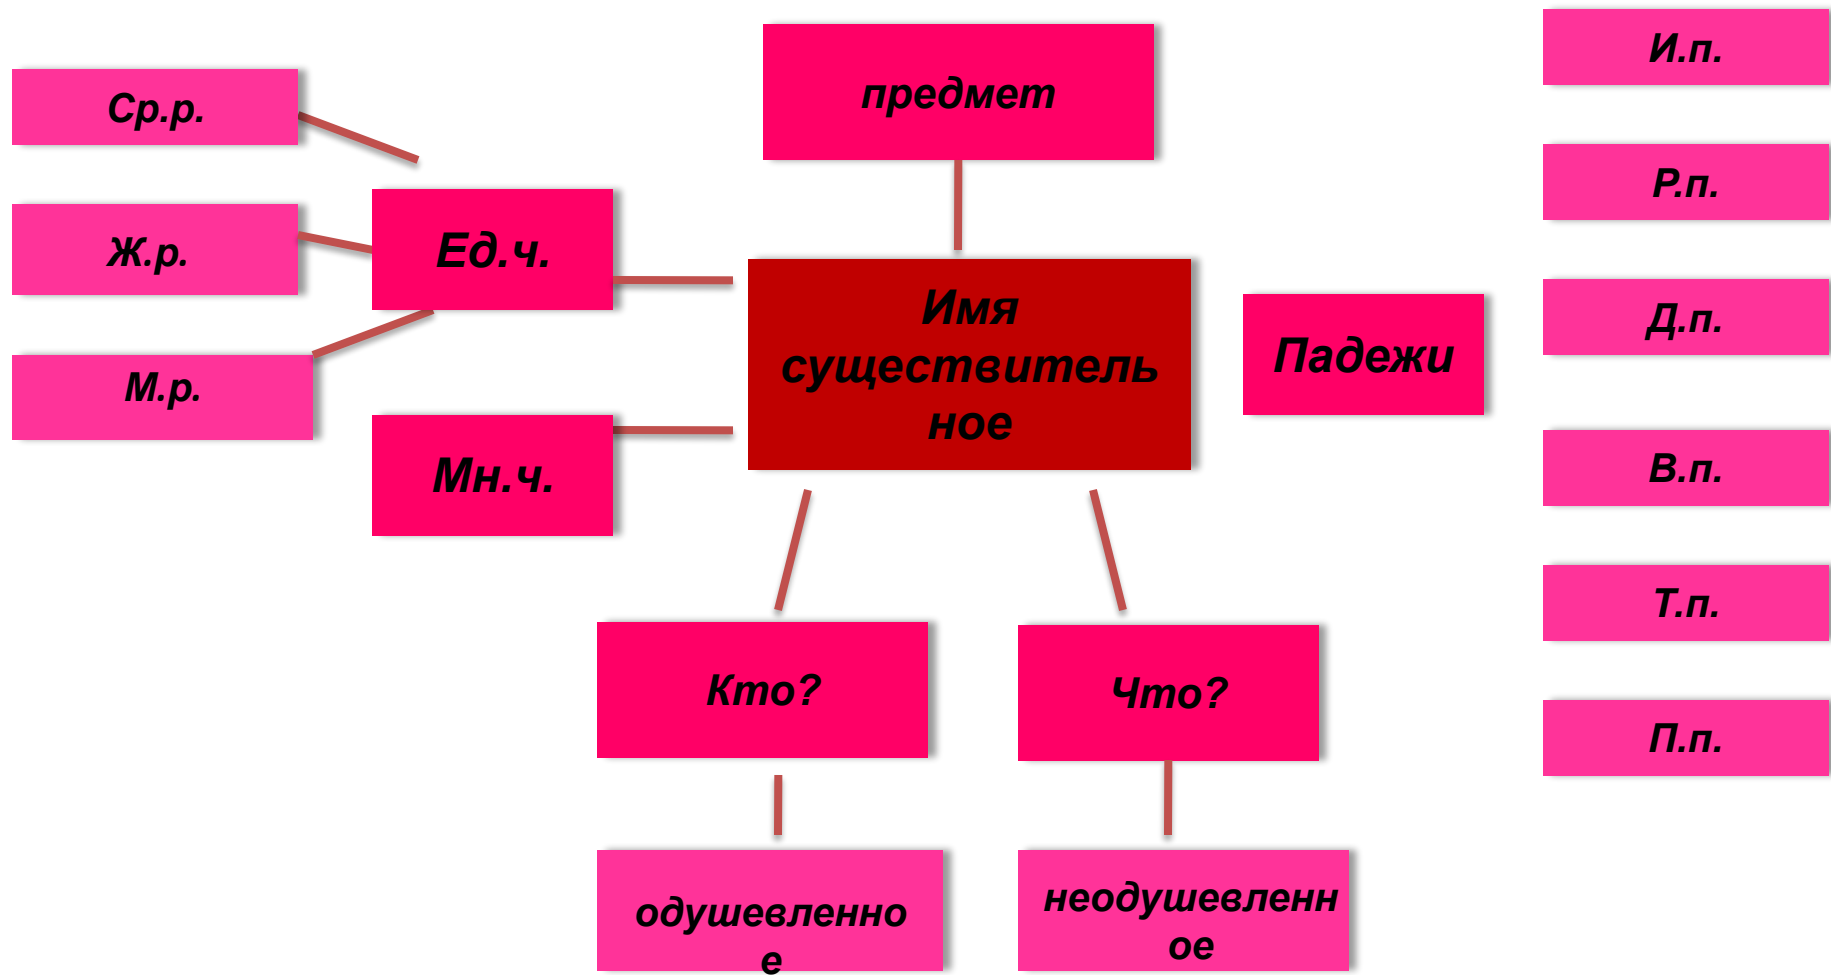 предмет
Ср.р.
Ж.р.
М.р.
Ед.ч.
Мн.ч.
Имя
существитель
ное
Падежи
И.п.
Р.п.
Д.п.
В.п.
Т.п.
П.п.
Кто?
Что?
одушевленно
е
неодушевленн
ое